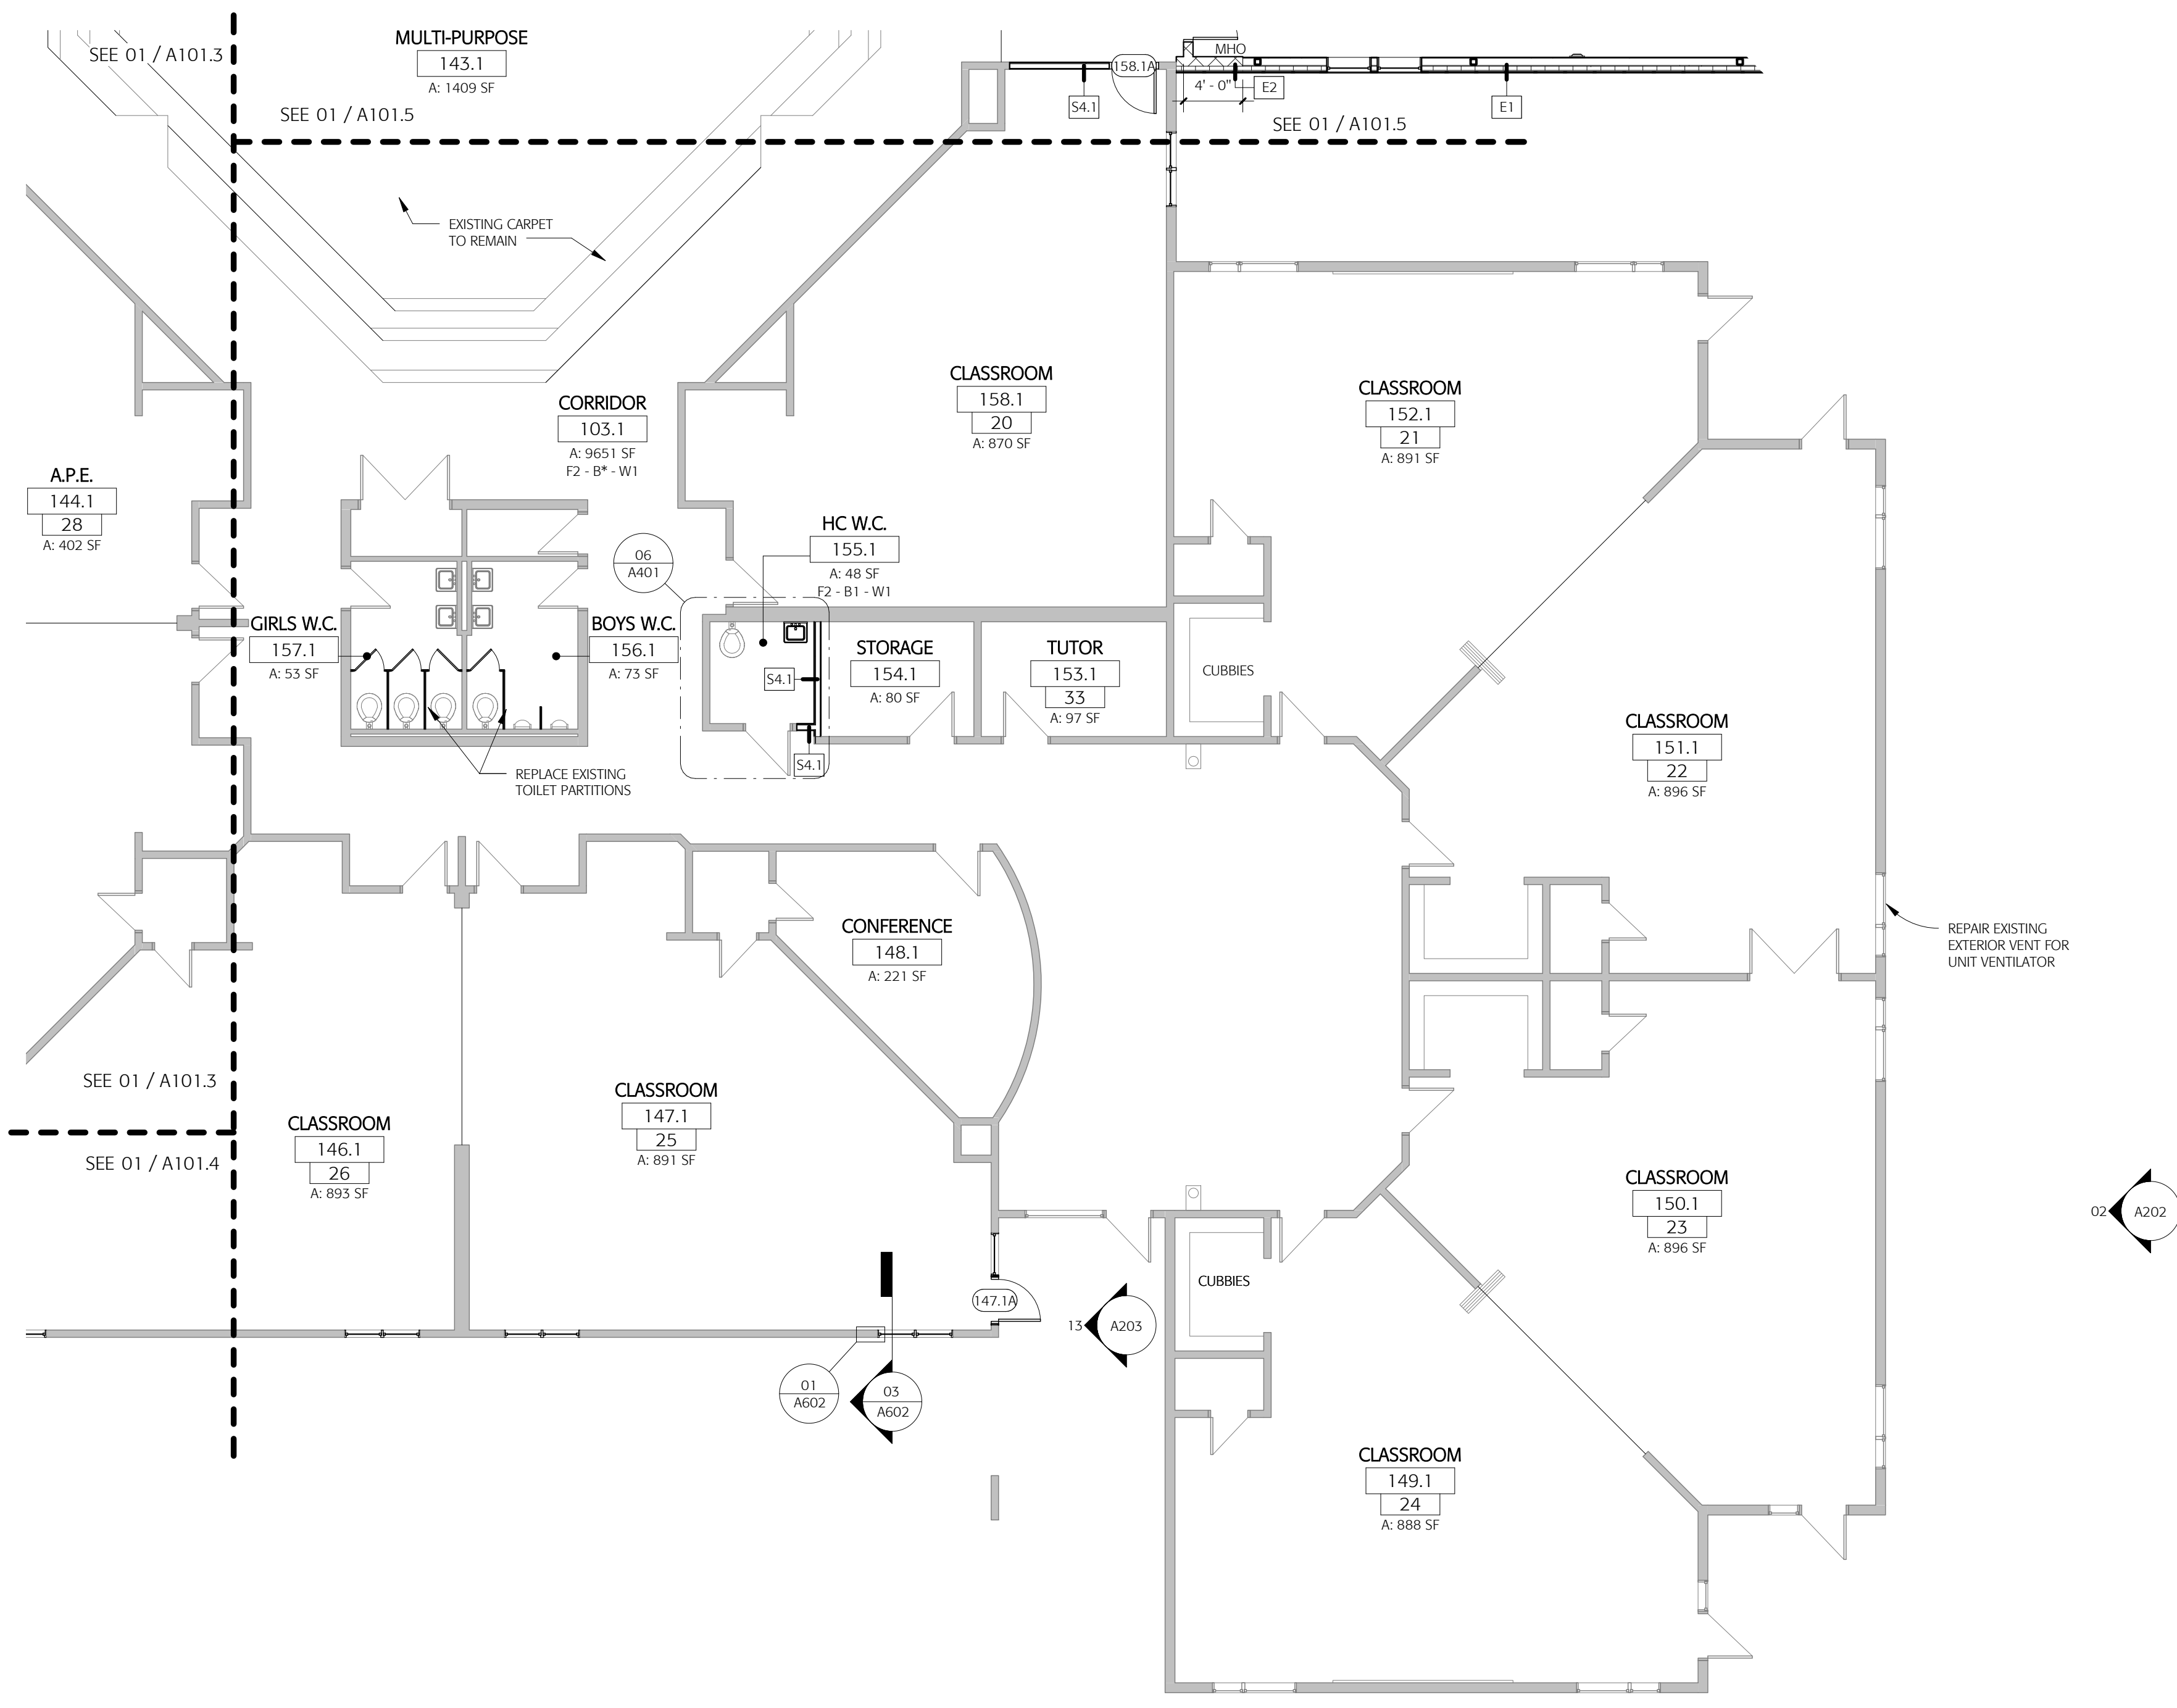 SEE 01 / A101.3
MULTI-PURPOSE
143.1
A: 1409 SF
SEE 01 / A101.5
158.1A
MHO
S4.1
4' - 0"
E2
E1
SEE 01 / A101.5
EXISTING CARPET
TO REMAIN
CORRIDOR
103.1
A: 9651 SF
F2 - B* - W1
CLASSROOM
158.1
20
A: 870 SF
CLASSROOM
152.1
21
A: 891 SF
A.P.E.
144.1
28
A: 402 SF
06
A401
HC W.C.
155.1
A: 48 SF
F2 - B1 - W1
GIRLS W.C.
157.1
A: 53 SF
BOYS W.C.
156.1
A: 73 SF
S4.1
STORAGE
154.1
A: 80 SF
TUTOR
153.1
33
A: 97 SF
CUBBIES
S4.1
REPLACE EXISTING
TOILET PARTITIONS
CLASSROOM
151.1
22
A: 896 SF
CONFERENCE
148.1
A: 221 SF
REPAIR EXISTING
EXTERIOR VENT FOR
UNIT VENTILATOR
SEE 01 / A101.3
SEE 01 / A101.4
CLASSROOM
146.1
26
A: 893 SF
CLASSROOM
147.1
25
A: 891 SF
CLASSROOM
150.1
23
A: 896 SF
02
A202
CUBBIES
147.1A
13
A203
01
A602
03
A602
CLASSROOM
149.1
24
A: 888 SF